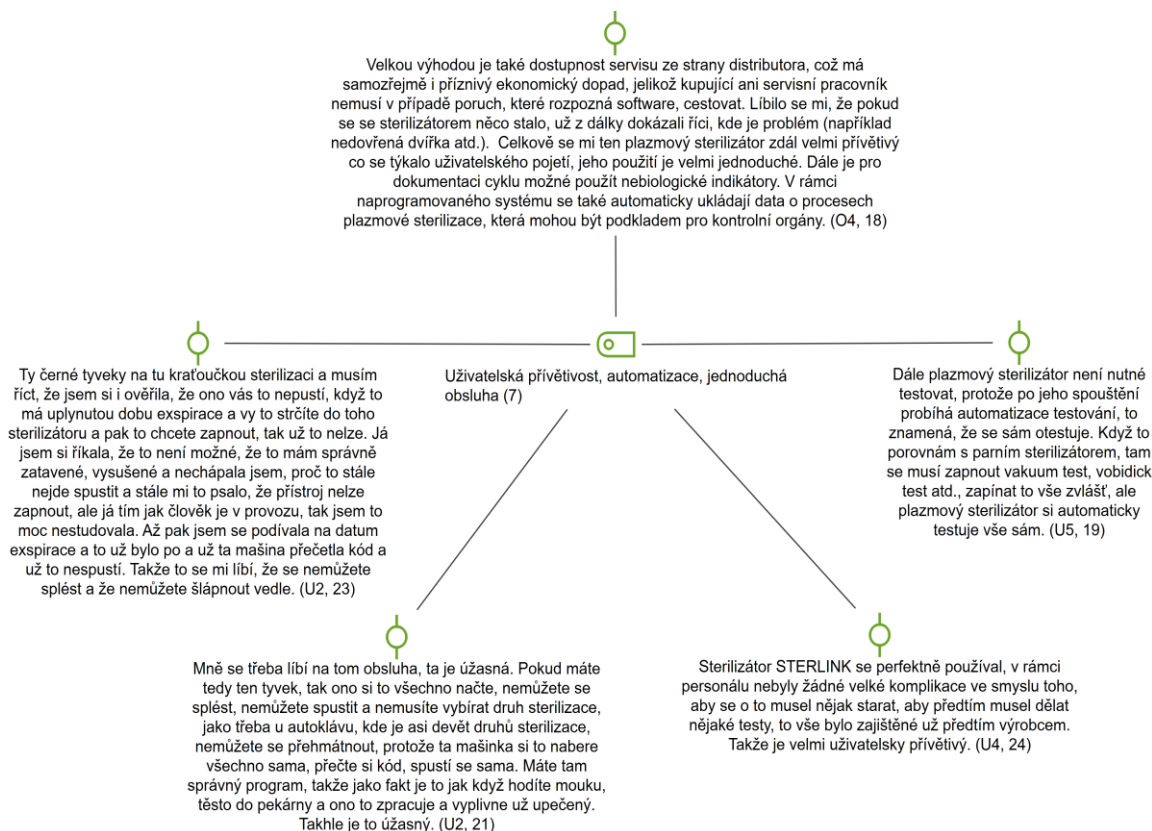 Velkou výhodou je také dostupnost servisu ze strany distributora, což má
samozřejmě i příznivý ekonomický dopad, jelikož kupující ani servisní pracovník
nemusí v případě poruch, které rozpozná software, cestovat. Líbilo se mi, že pokud
se se sterilizátorem něco stalo, už z dálky dokázali říci, kde je problém (například
nedovřená dvířka atd.).  Celkově se mi ten plazmový sterilizátor zdál velmi přívětivý
co se týkalo uživatelského pojetí, jeho použití je velmi jednoduché. Dále je pro
dokumentaci cyklu možné použít nebiologické indikátory. V rámci
naprogramovaného systému se také automaticky ukládají data o procesech
plazmové sterilizace, která mohou být podkladem pro kontrolní orgány. (O4, 18)
Ty černé tyveky na tu kraťoučkou sterilizaci a musím
říct, že jsem si i ověřila, že ono vás to nepustí, když to
má uplynutou dobu exspirace a vy to strčíte do toho
sterilizátoru a pak to chcete zapnout, tak už to nelze. Já
jsem si říkala, že to není možné, že to mám správně
zatavené, vysušené a nechápala jsem, proč to stále
nejde spustit a stále mi to psalo, že přístroj nelze
zapnout, ale já tím jak člověk je v provozu, tak jsem to
moc nestudovala. Až pak jsem se podívala na datum
exspirace a to už bylo po a už ta mašina přečetla kód a
už to nespustí. Takže to se mi líbí, že se nemůžete
splést a že nemůžete šlápnout vedle. (U2, 23)
Uživatelská přívětivost, automatizace, jednoduchá
obsluha (7)
Dále plazmový sterilizátor není nutné
testovat, protože po jeho spouštění
probíhá automatizace testování, to
znamená, že se sám otestuje. Když to
porovnám s parním sterilizátorem, tam
se musí zapnout vakuum test, vobidick
test atd., zapínat to vše zvlášť, ale
plazmový sterilizátor si automaticky
testuje vše sám. (U5, 19)
Mně se třeba líbí na tom obsluha, ta je úžasná. Pokud máte
tedy ten tyvek, tak ono si to všechno načte, nemůžete se
splést, nemůžete spustit a nemusíte vybírat druh sterilizace,
jako třeba u autoklávu, kde je asi devět druhů sterilizace,
nemůžete se přehmátnout, protože ta mašinka si to nabere
všechno sama, přečte si kód, spustí se sama. Máte tam
správný program, takže jako fakt je to jak když hodíte mouku,
těsto do pekárny a ono to zpracuje a vyplivne už upečený.
Takhle je to úžasný. (U2, 21)
Sterilizátor STERLINK se perfektně používal, v rámci
personálu nebyly žádné velké komplikace ve smyslu toho,
aby se o to musel nějak starat, aby předtím musel dělat
nějaké testy, to vše bylo zajištěné už předtím výrobcem.
Takže je velmi uživatelsky přívětivý. (U4, 24)